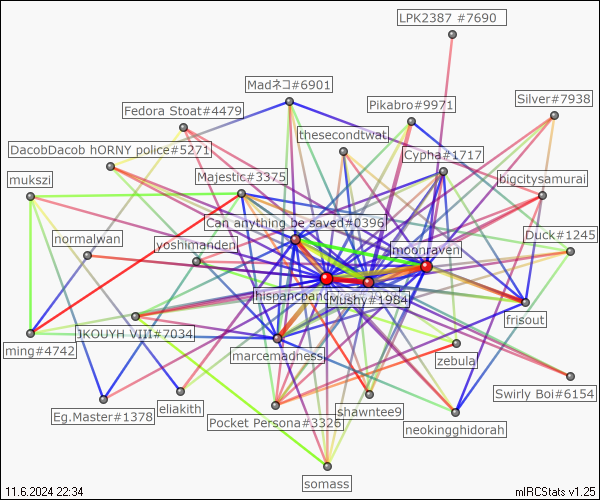 LPK2387 #7690
Madネコ#6901
Silver#7938
Pikabro#9971
Fedora Stoat#4479
thesecondtwat
DacobDacob hORNY police#5271
Cypha#1717
mukszi
Majestic#3375
bigcitysamurai
Can anything be saved#0396
Duck#1245
normalwan
yoshimanden
moonraven
Mushy#1984
frisout
JKOUYH VIII#7034
ming#4742
marcemadness
zebula
Swirly Boi#6154
Eg.Master#1378
eliakith
shawntee9
Pocket Persona#3326
neokingghidorah
somass
11.6.2024 22:34
mIRCStats v1.25